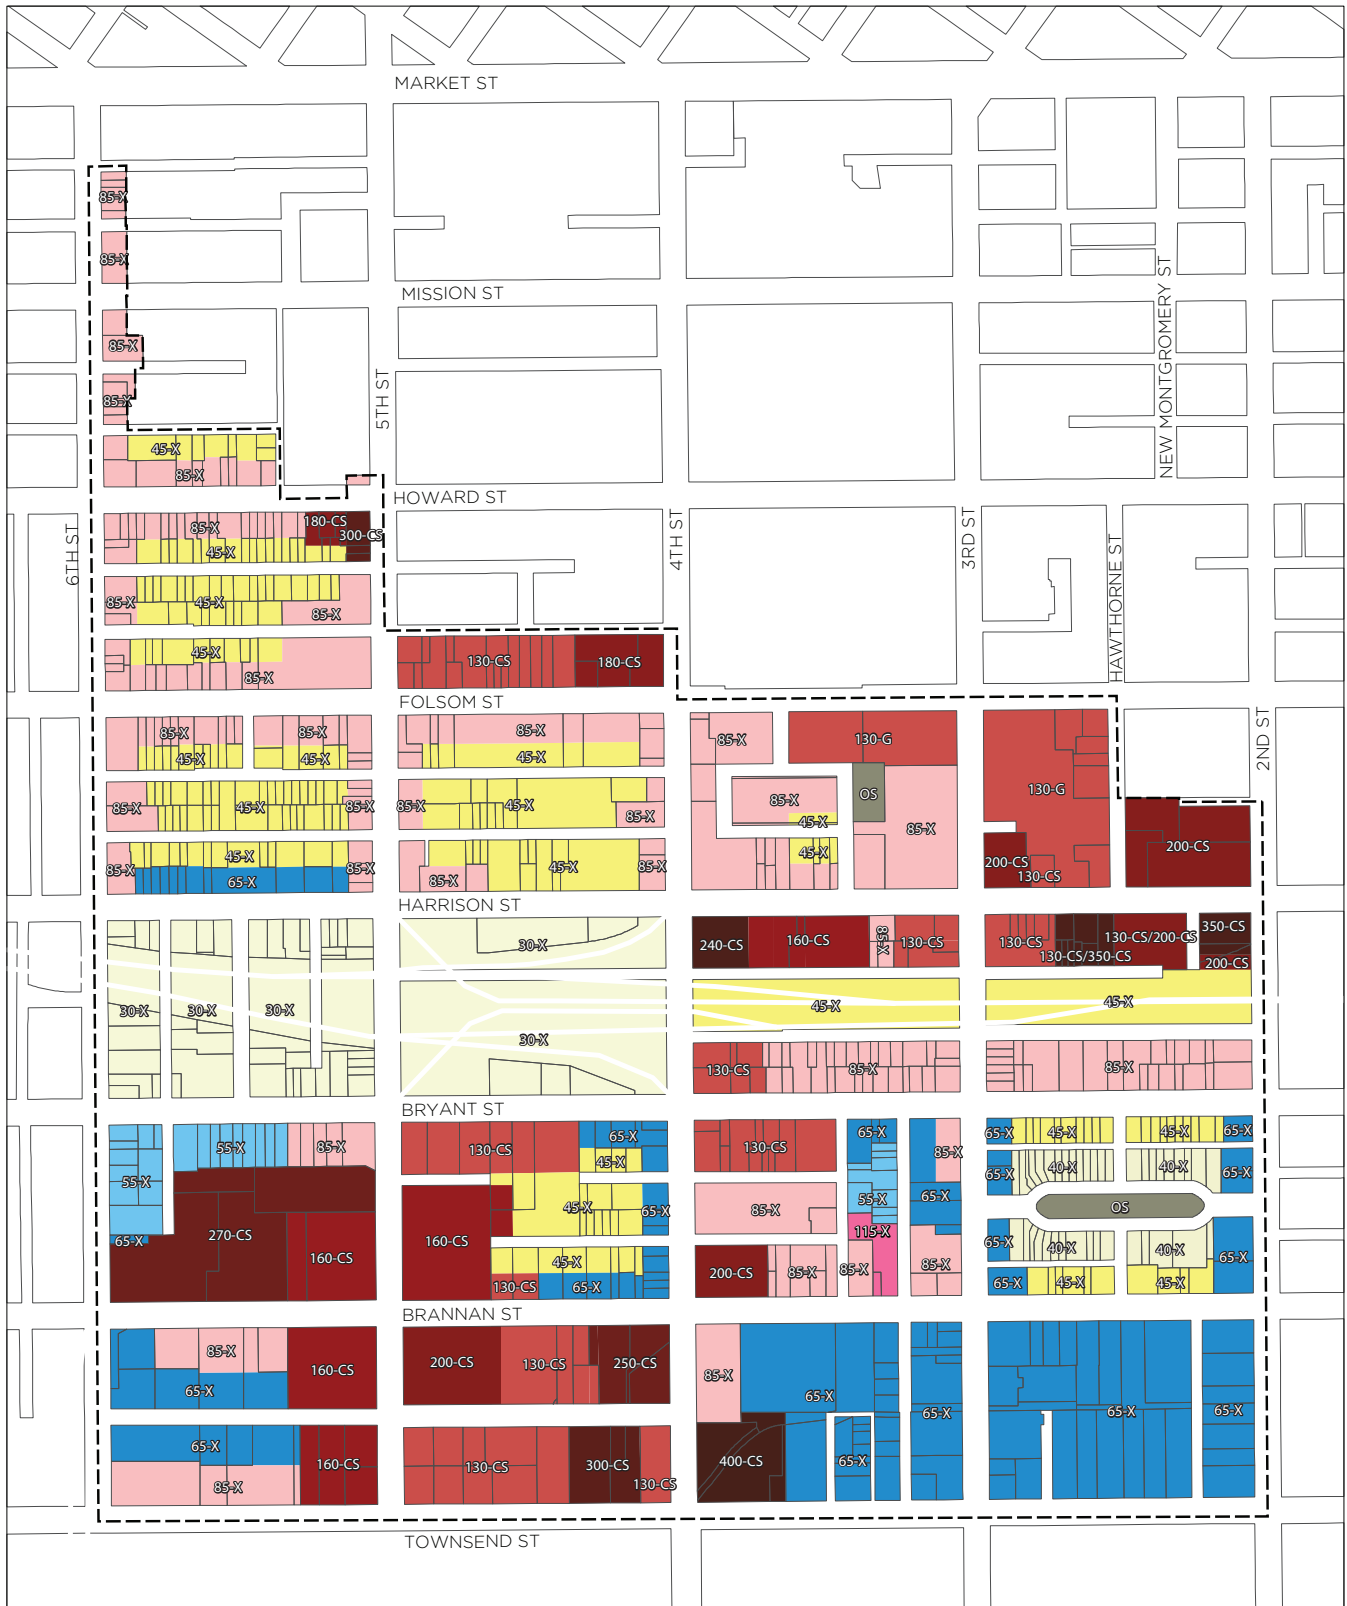 MARKET ST
85-X
85-X
MISSION ST
NEW MONTGOMERY ST
85-X
5TH ST
85-X
45-X
85-X
HOWARD ST
6TH ST
4TH ST
3RD ST
HAWTHORNE ST
85-X
180-CS
300-CS
45-X
85-X
45-X
85-X
45-X
85-X
130-CS
180-CS
FOLSOM ST
2ND ST
85-X
85-X
85-X
85-X
130-G
45-X
45-X
45-X
130-G
OS
85-X
45-X
85-X
85-X
45-X
85-X
85-X
45-X
85-X
200-CS
85-X
45-X
85-X
65-X
85-X
45-X
85-X
45-X
200-CS
130-CS
HARRISON ST
30-X
240-CS
160-CS
85-X
130-CS
130-CS
130-CS/200-CS
350-CS
130-CS/350-CS
200-CS
30-X
30-X
30-X
45-X
45-X
30-X
130-CS
85-X
85-X
BRYANT ST
55-X
85-X
130-CS
65-X
45-X
130-CS
65-X
85-X
65-X
45-X
45-X
65-X
55-X
65-X
40-X
40-X
65-X
45-X
65-X
85-X
55-X
65-X
OS
65-X
270-CS
160-CS
160-CS
115-X
65-X
40-X
40-X
65-X
45-X
130-CS
65-X
200-CS
85-X
85-X
85-X
65-X
45-X
45-X
BRANNAN ST
85-X
160-CS
65-X
200-CS
130-CS
250-CS
85-X
65-X
65-X
65-X
65-X
65-X
85-X
160-CS
130-CS
300-CS
130-CS
400-CS
65-X
TOWNSEND ST